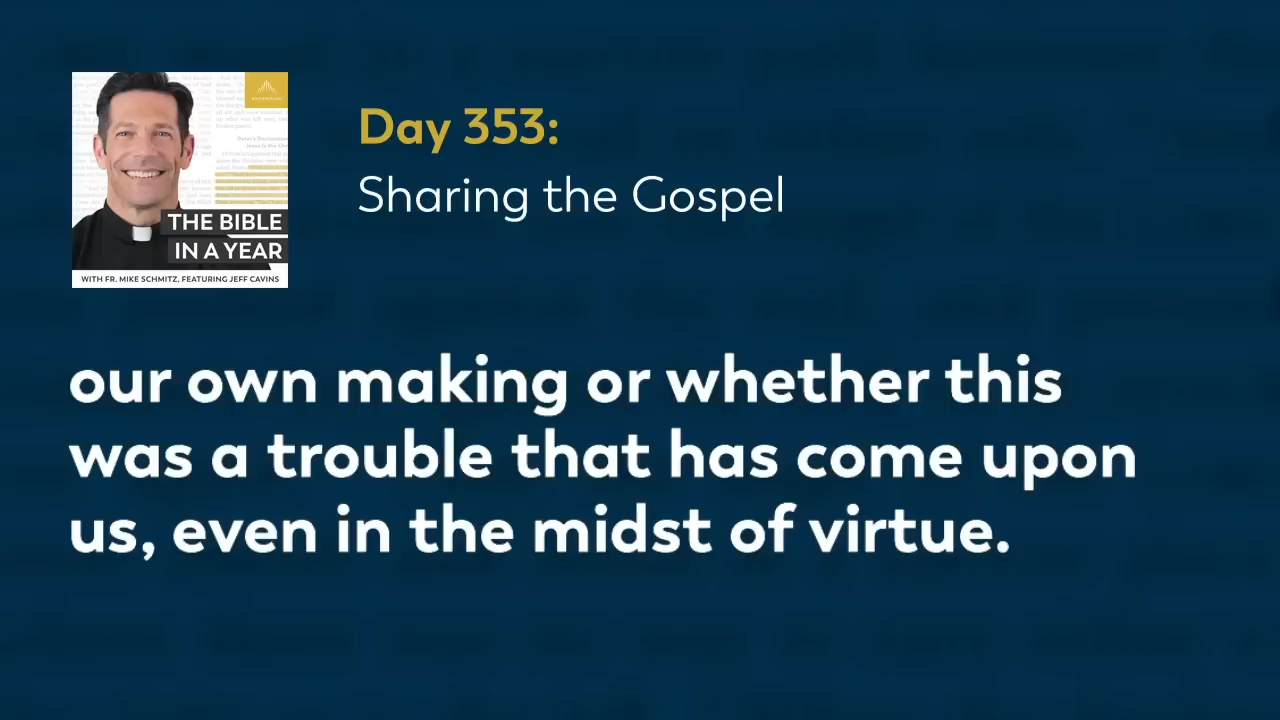 Day 353:
Sharing the Gospel
THE BIBLE
IN A YEAR
WITH FR. MIKE SCHMITZ, FEATURING JEFF CAVINS
our own making or whether this
was a trouble that has come upon
us, even in the midst of virtue.